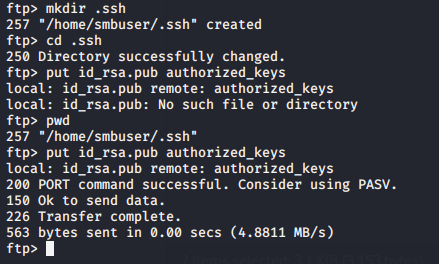 ftp> mkdir .ssh
257 "/home/smbuser/.ssh" created
ftp> cd .ssh
250 Directory successfully changed.
ftp> put id_rsa.pub authorized_keys
local: id_rsa.pub remote: authorized_keys
local: id_rsa.pub: No such file or directory
ftp> pwd
257 "/home/smbuser/.ssh"
ftp> put id_rsa.pub authorized_keys
local: id_rsa.pub remote: authorized_keys
200 PORT command successful. Consider using PASV.
150 Ok to send data.
226 Transfer complete.
563 bytes sent in 0.00 secs (4.8811 MB/s)
ftp>